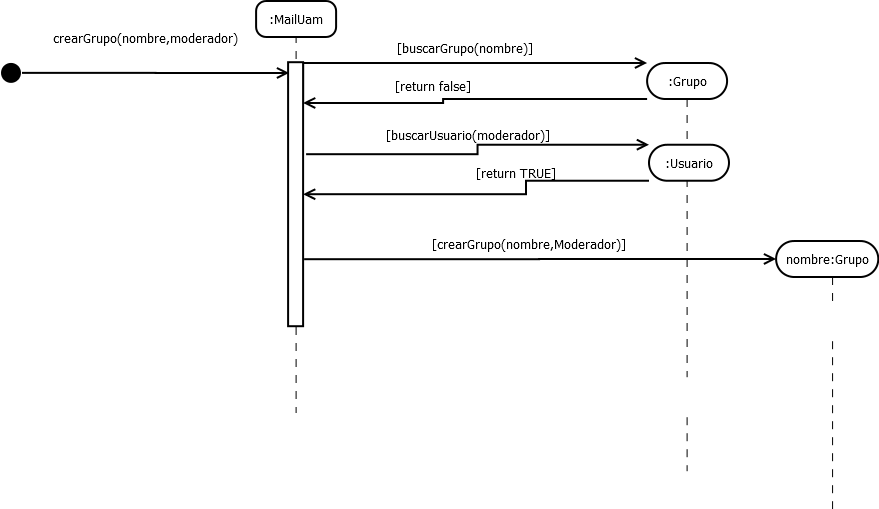 :MailUam
crearGrupo(nombre,moderador)
[buscarGrupo(nombre)]
:Grupo
[return false]
[buscarUsuario(moderador)]
:Usuario
[return TRUE]
[crearGrupo(nombre,Moderador)]
nombre:Grupo